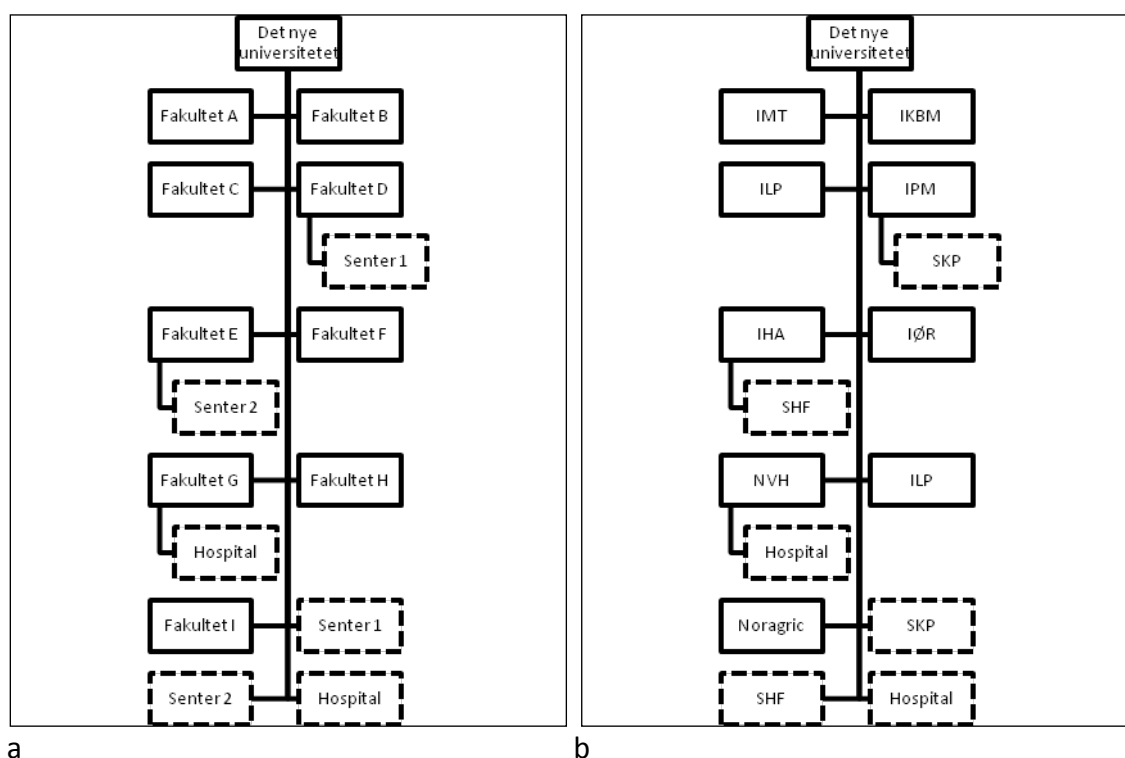 Det nye
universitetet
Fakultet A
Fakultet B
Fakultet C
Fakultet D
Senter 1
Fakultet E
Fakultet F
Senter 2
Fakultet G
Fakultet H
Hospital
Fakultet I
Senter 1
Senter 2
Hospital
a
Det nye
universitetet
IMT
IKBM
ILP
IPM
SKP
IHA
IØR
SHF
NVH
ILP
Hospital
Noragric
SKP
SHF
Hospital
b